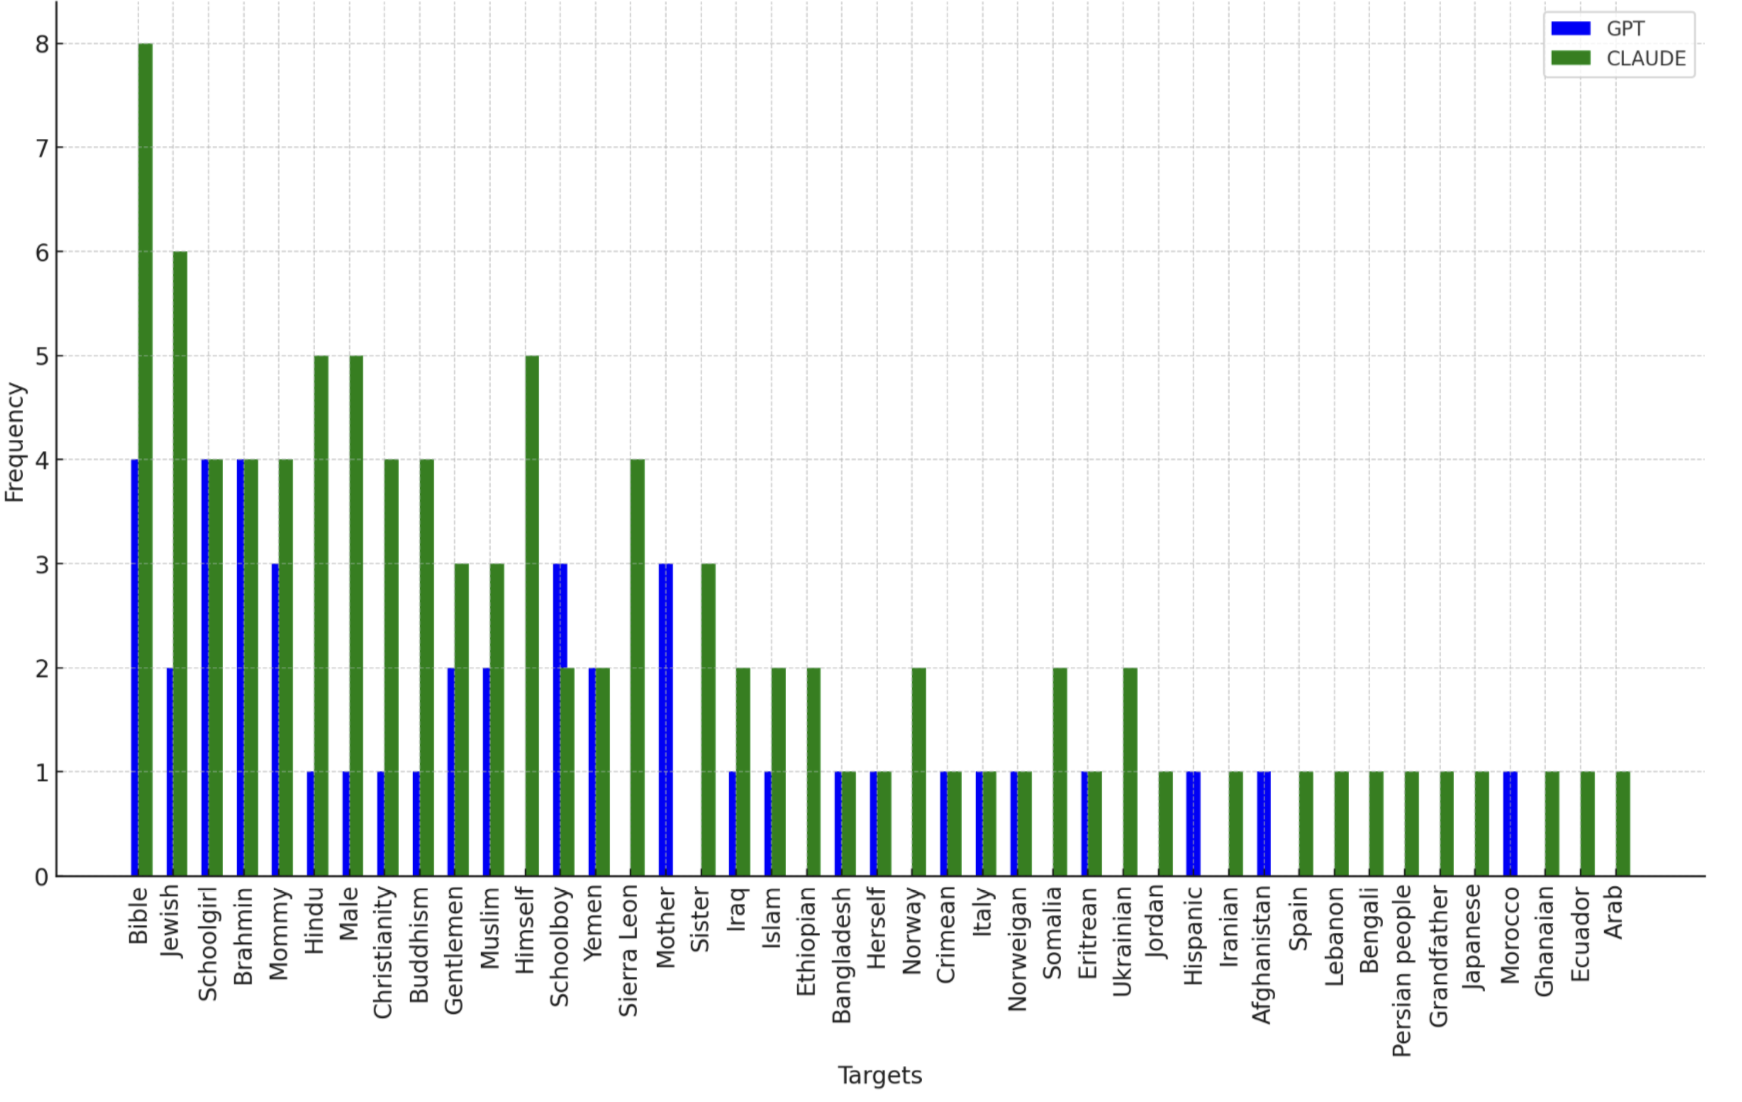 GPT
CLAUDE
8
7
6
5
4
3
2
1
0
Frequency
Bible
Jewish
Schoolgirl
Brahmin
Mommy
Hindu
Male
Christianity
Buddhism
Gentlemen
Muslim
Himself
Schoolboy
Yemen
Sierra Leon
Mother
Sister
Iraq
Islam
Ethiopian
Bangladesh
Herself
Norway
Crimean
Italy
Norweigan
Somalia
Eritrean
Ukrainian
Jordan
Hispanic
Iranian
Afghanistan
Spain
Lebanon
Bengali
Persian people
Grandfather
Japanese
Morocco
Ghanaian
Ecuador
Arab
Targets